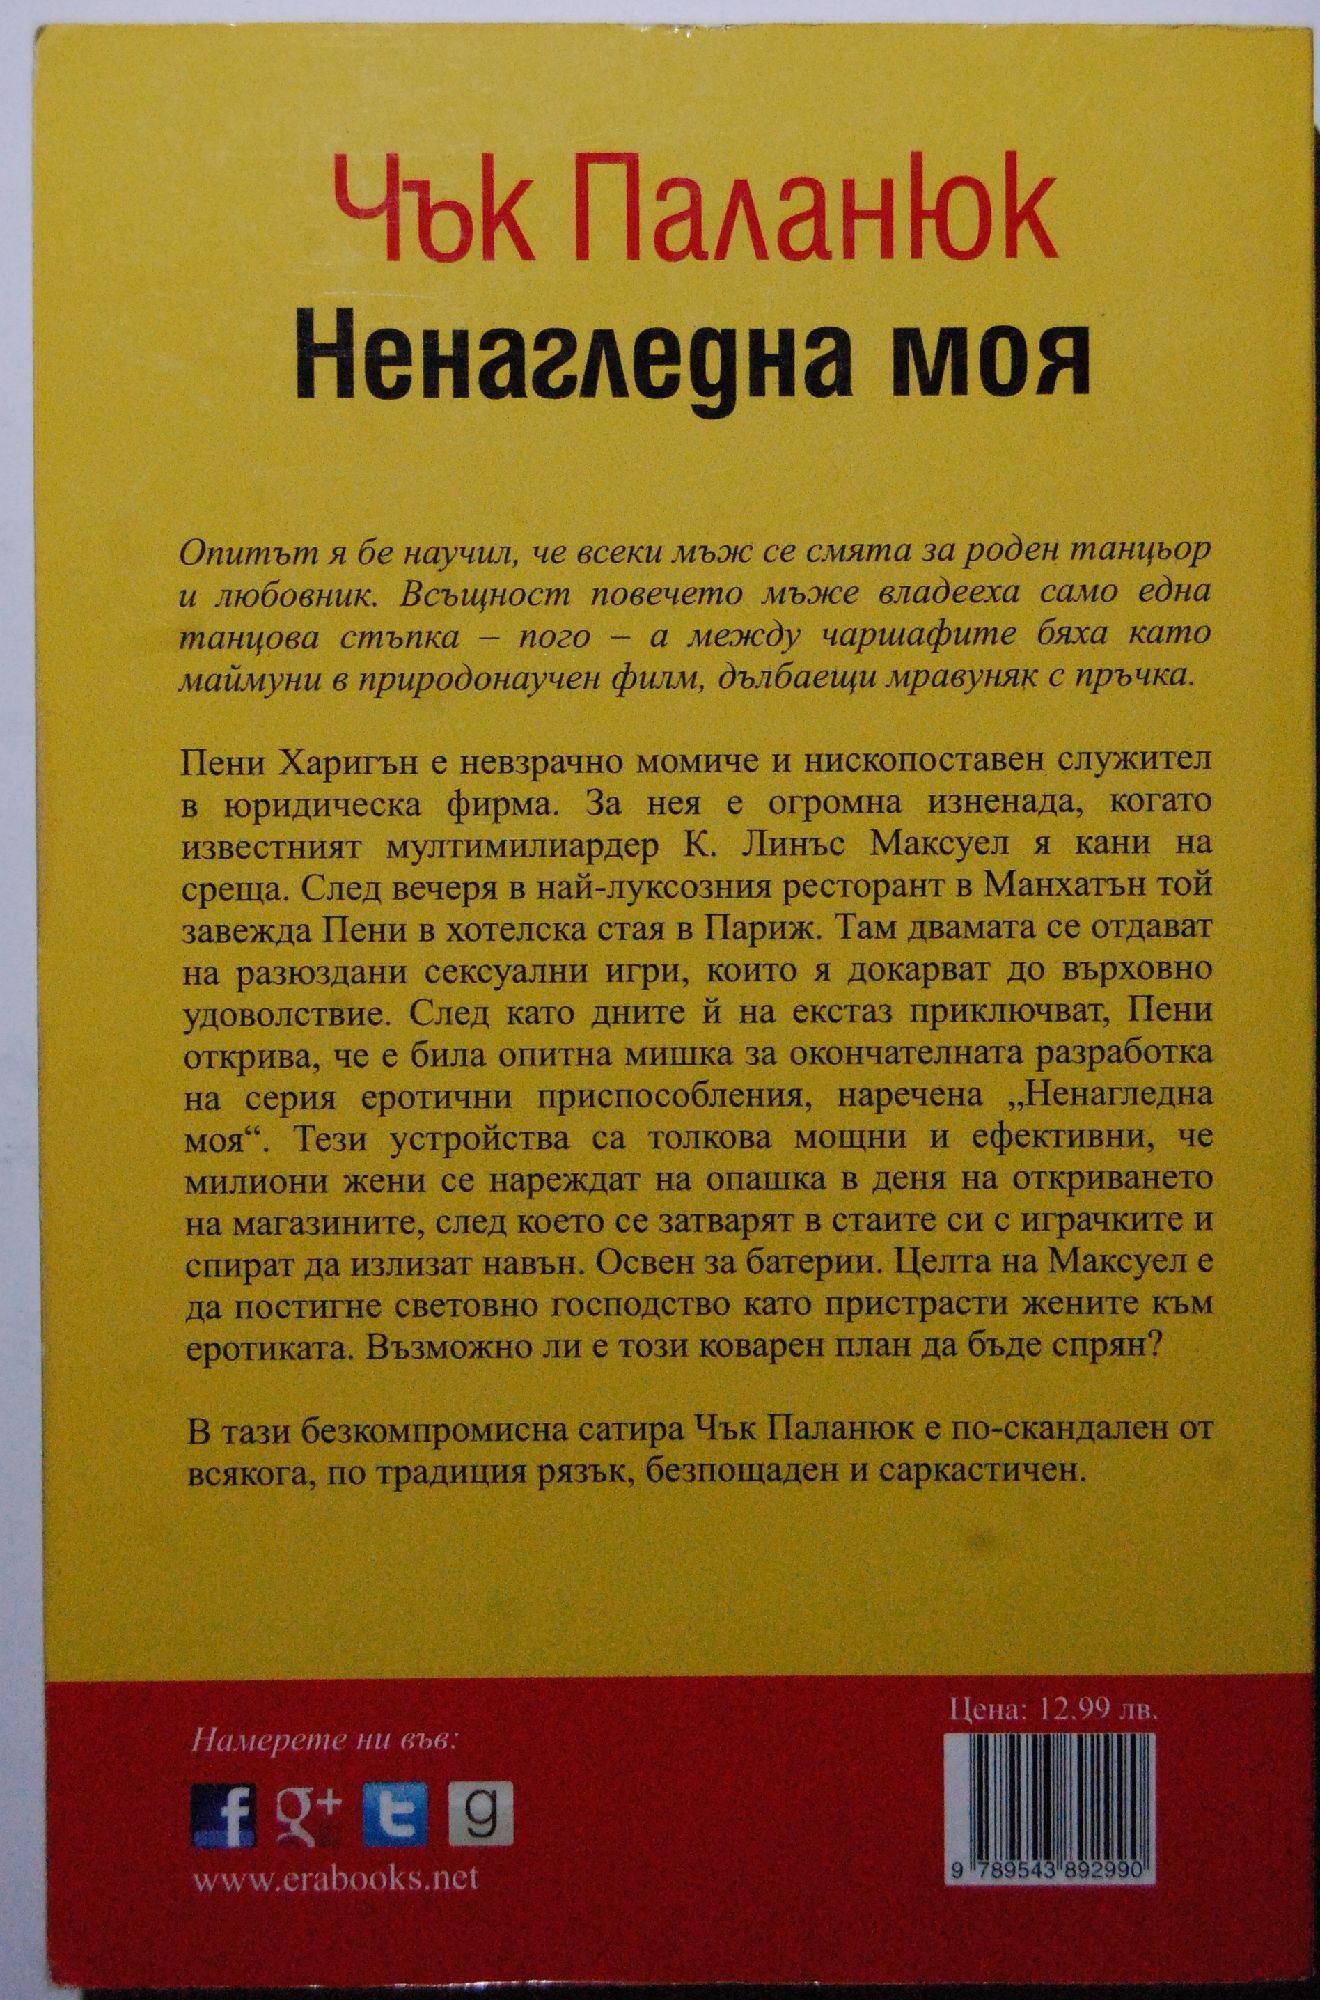 Чък Паланюк
Ненагледна моя
Опитът я бе научил, че всеки мъж се смята за роден танцьор
и любовник. Всъщност повечето мъже владееха само една
танцова стъпка – пого – а между чаршафите бяха като
маймуни в природонаучен филм, дълбаещи мравуняк с пръчка.
Пени Харигън е невзрачно момиче и нископоставен служител
в юридическа фирма. За нея е огромна изненада, когато
известният мултимилиардер К. Линъс Максуел я кани на
среща. След вечеря в най-луксозния ресторант в Манхатън той
завежда Пени в хотелска стая в Париж. Там двамата се отдават
на разюздани сексуални игри, които я докарват до върховно
удоволствие. След като дните й на екстаз приключват, Пени
открива, че е била опитна мишка за окончателната разработка
на серия еротични приспособления, наречена „Ненагледна
моя“. Тези устройства са толкова мощни и ефективни, че
милиони жени се нареждат на опашка в деня на откриването
на магазините, след което се затварят в стаите си с играчките и
спират да излизат навън. Освен за батерии. Целта на Максуел е
да постигне световно господство като пристрасти жените към
еротиката. Възможно ли е този коварен план да бъде спрян?
В тази безкомпромисна сатира Чък Паланюк е по-скандален от
всякога, по традиция рязък, безпощаден и саркастичен.
Намерете ни във:
f g+ t g
www.erabooks.net
Цена: 12.99 лв.
9 789543 892990